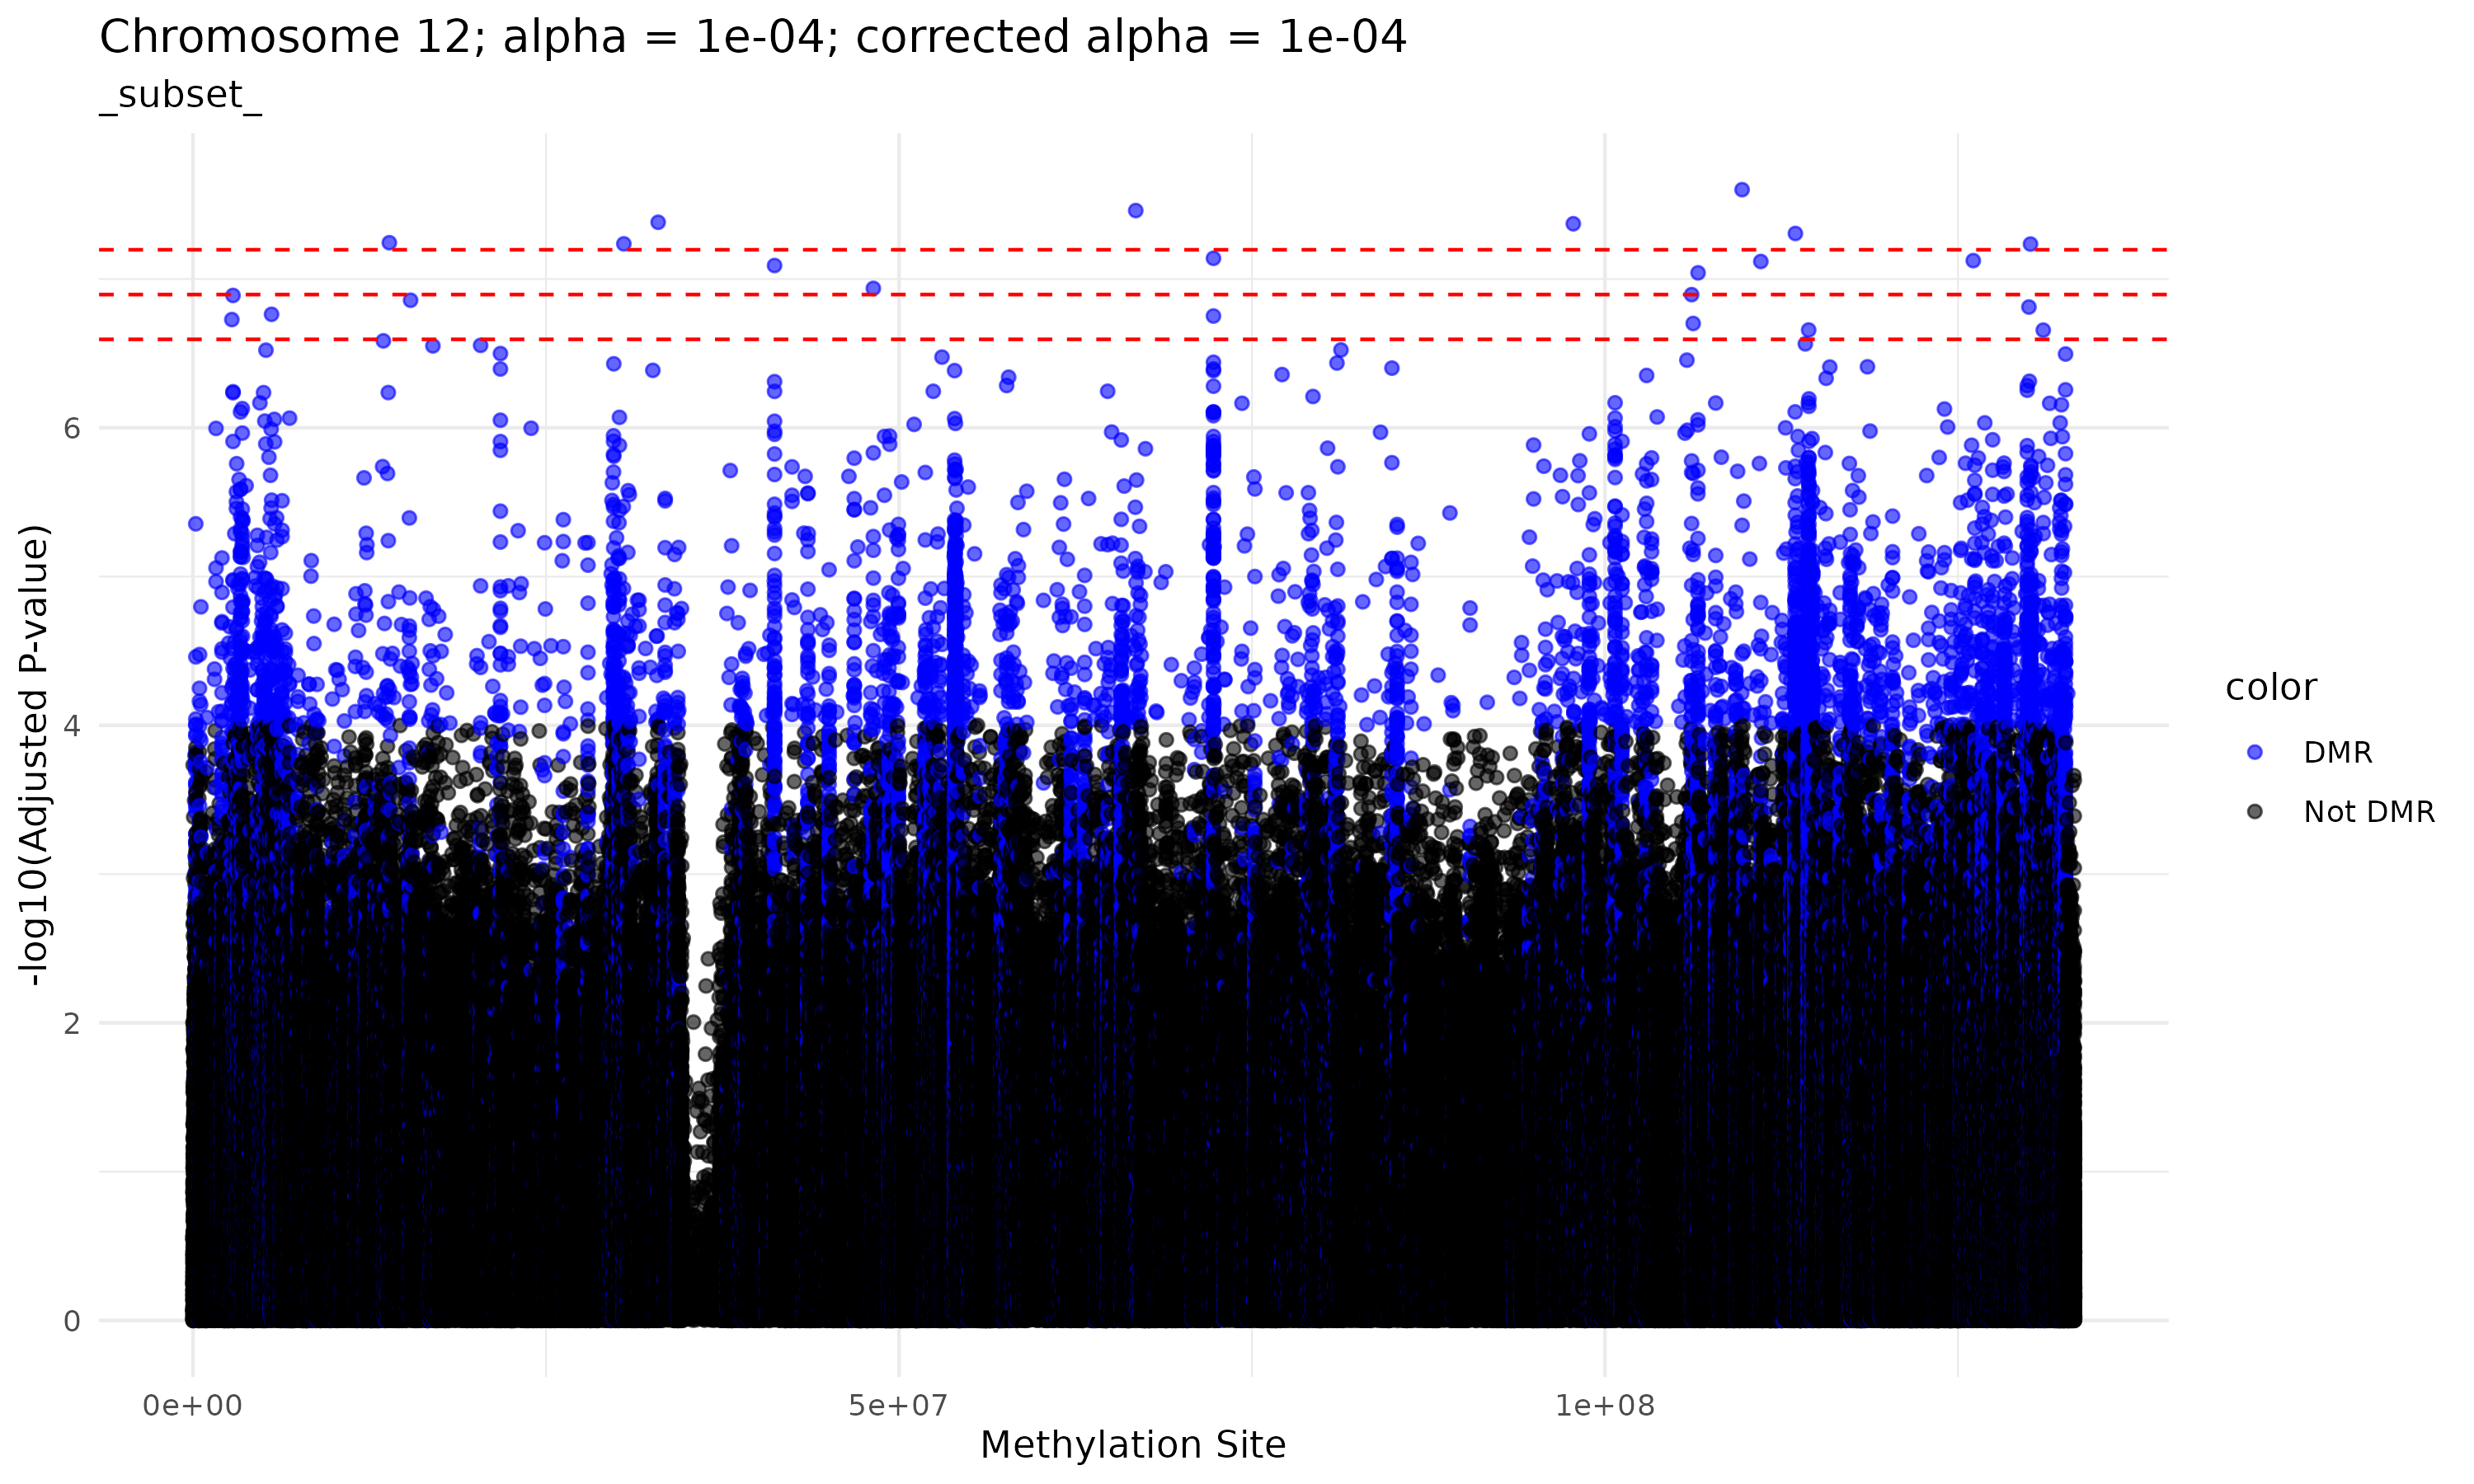 Chromosome 12; alpha = 1e-04; corrected alpha = 1e-04
_subset_
-log10(Adjusted P-value)
6
4
2
0
0e+00
5e+07
1e+08
Methylation Site
color
DMR
Not DMR